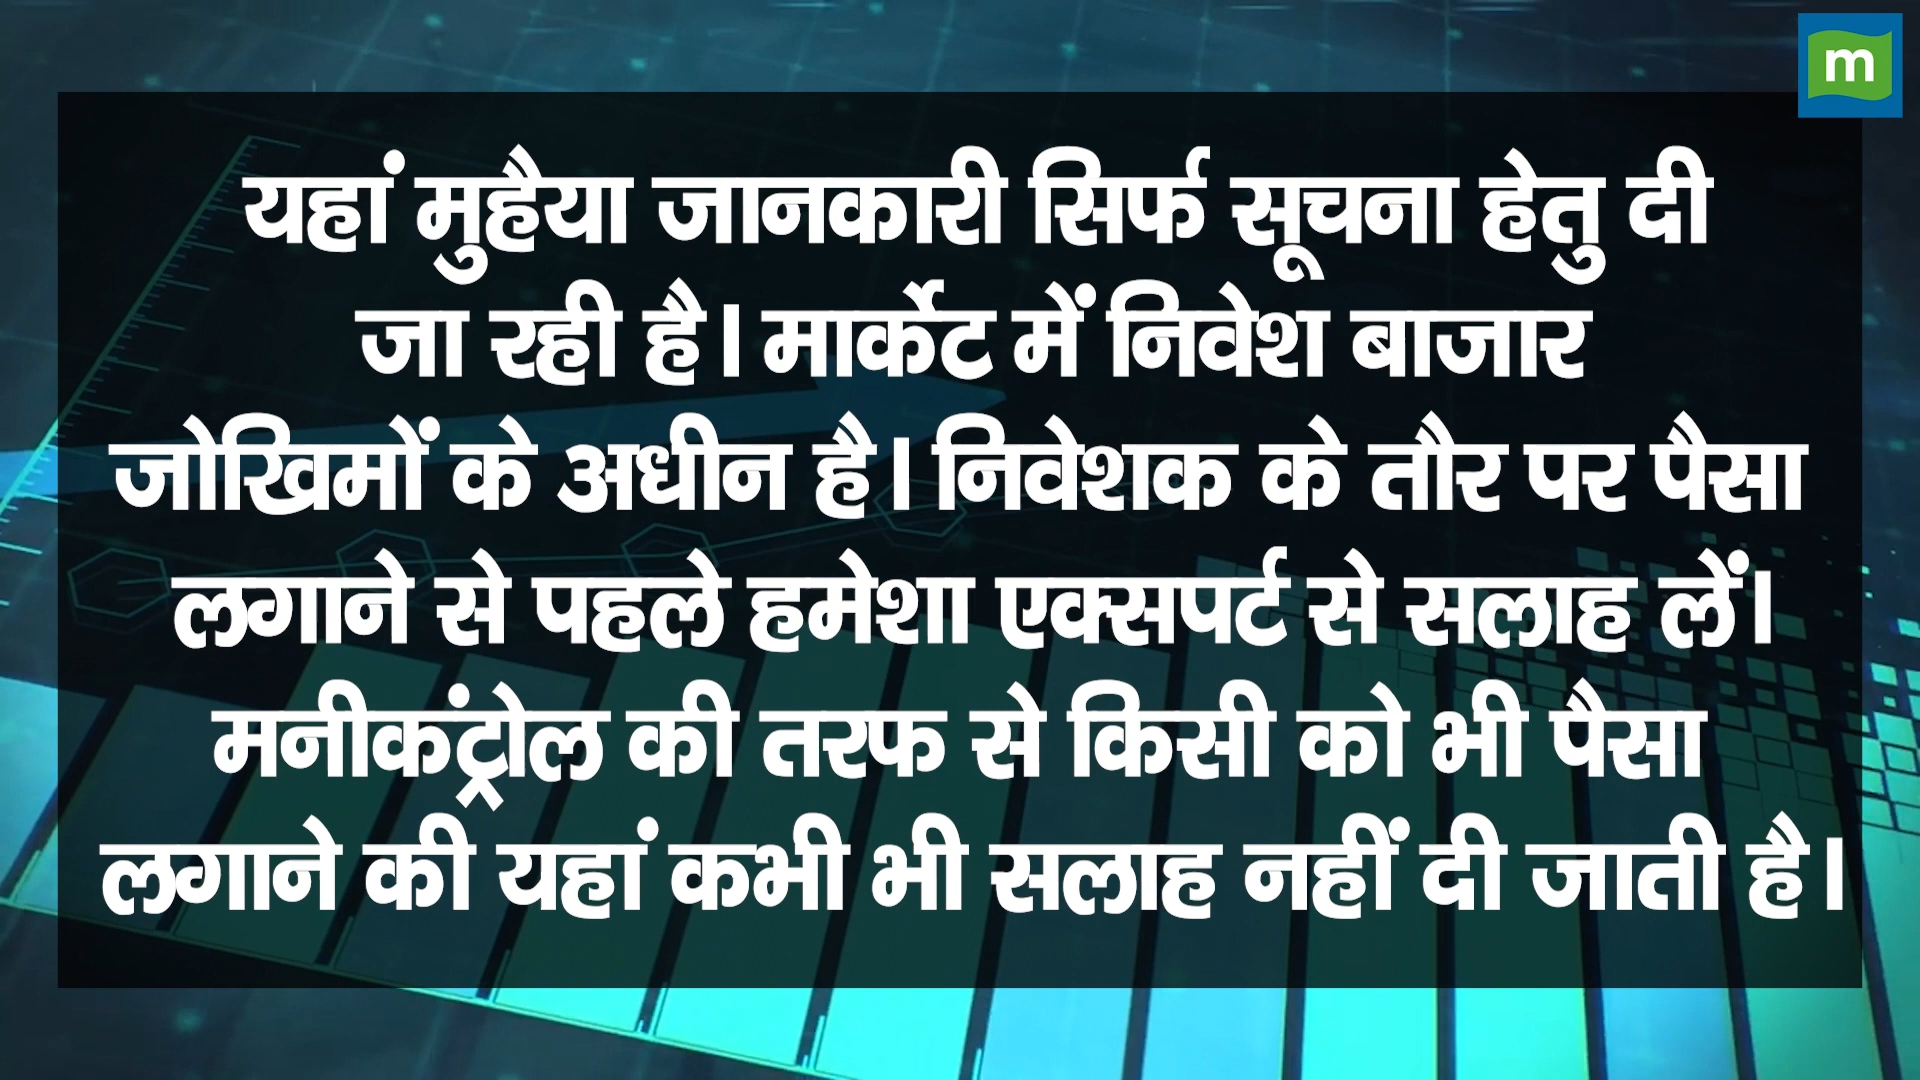 m
यहां मुहैया जानकारी सिर्फ सूचना हेतु दी
जा रही है। मार्केट में निवेश बाजार
जोखिमों के अधीन है। निवेशक के तौर पर पैसा
लगाने से पहले हमेशा एक्सपर्ट से सलाह लें।
मनीकंट्रोल की तरफ से किसी को भी पैसा
लगाने की यहां कभी भी सलाह नहीं दी जाती है।